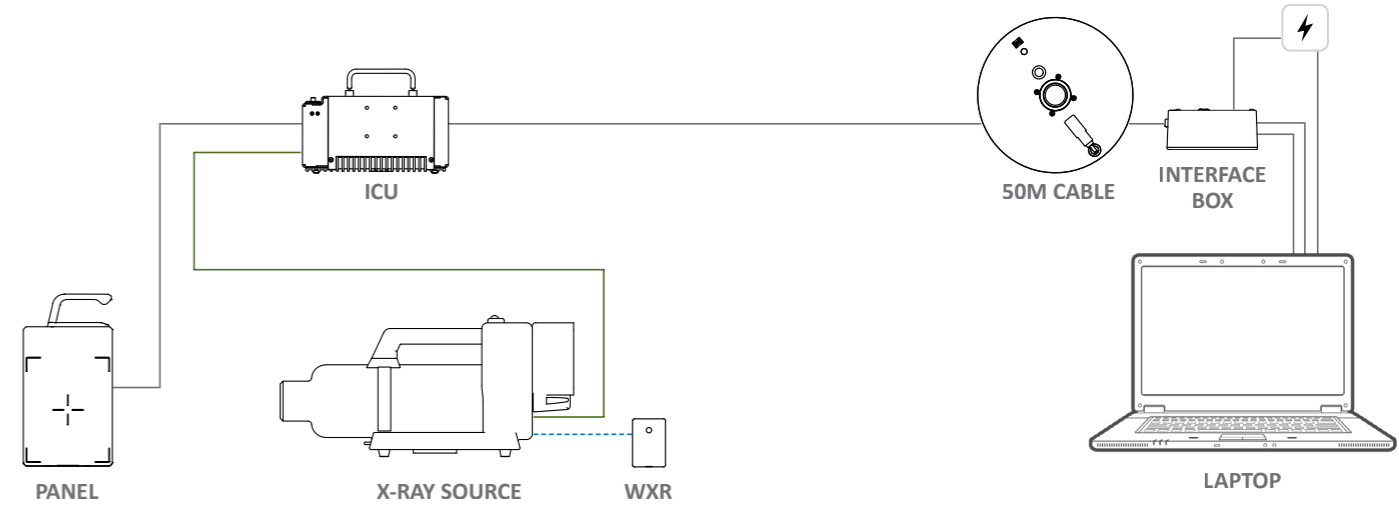 ICU
50M CABLE
INTERFACE
BOX
PANEL
X-RAY SOURCE
WXR
LAPTOP